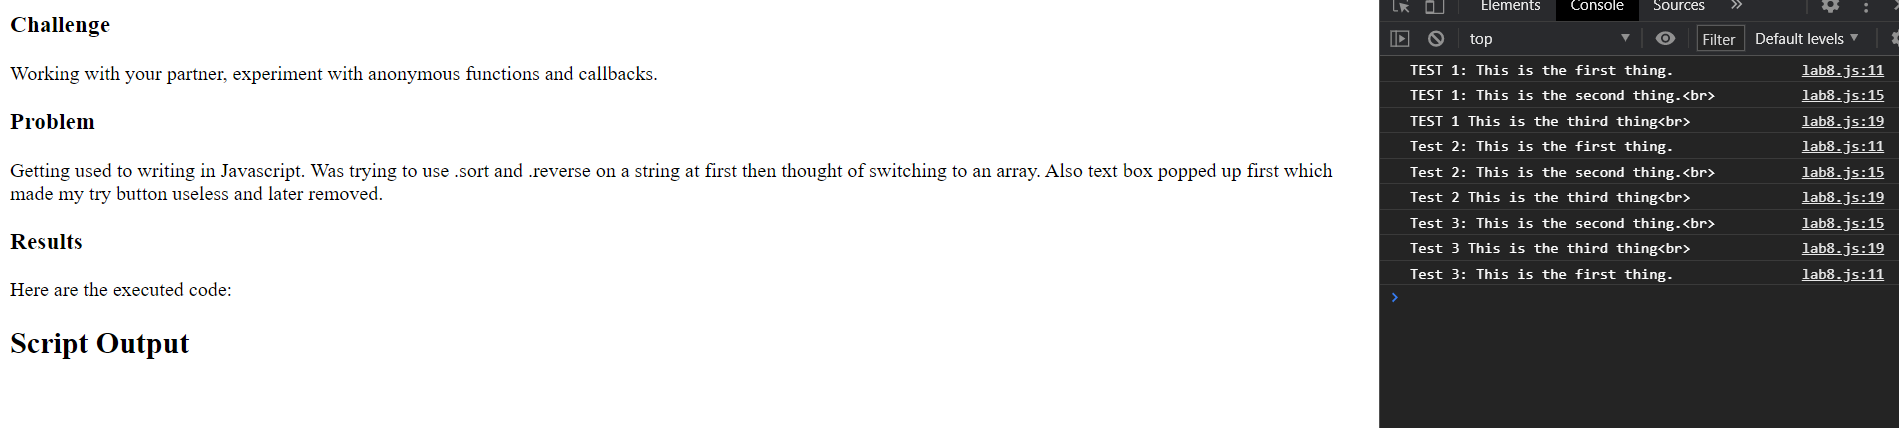 Challenge
Working with your partner, experiment with anonymous functions and callbacks.
Problem
Getting used to writing in Javascript. Was trying to use .sort and .reverse on a string at first then thought of switching to an array. Also text box popped up first which
made my try button useless and later removed.
Results
Here are the executed code:
Script Output
Elements Console Sources
top Filter Default levels
TEST 1: This is the first thing. lab8.js:11
TEST 1: This is the second thing.<br> lab8.js:15
TEST 1 This is the third thing<br> lab8.js:19
Test 2: This is the first thing. lab8.js:11
Test 2: This is the second thing.<br> lab8.js:15
Test 2 This is the third thing<br> lab8.js:19
Test 3: This is the second thing.<br> lab8.js:15
Test 3 This is the third thing<br> lab8.js:19
Test 3: This is the first thing. lab8.js:11